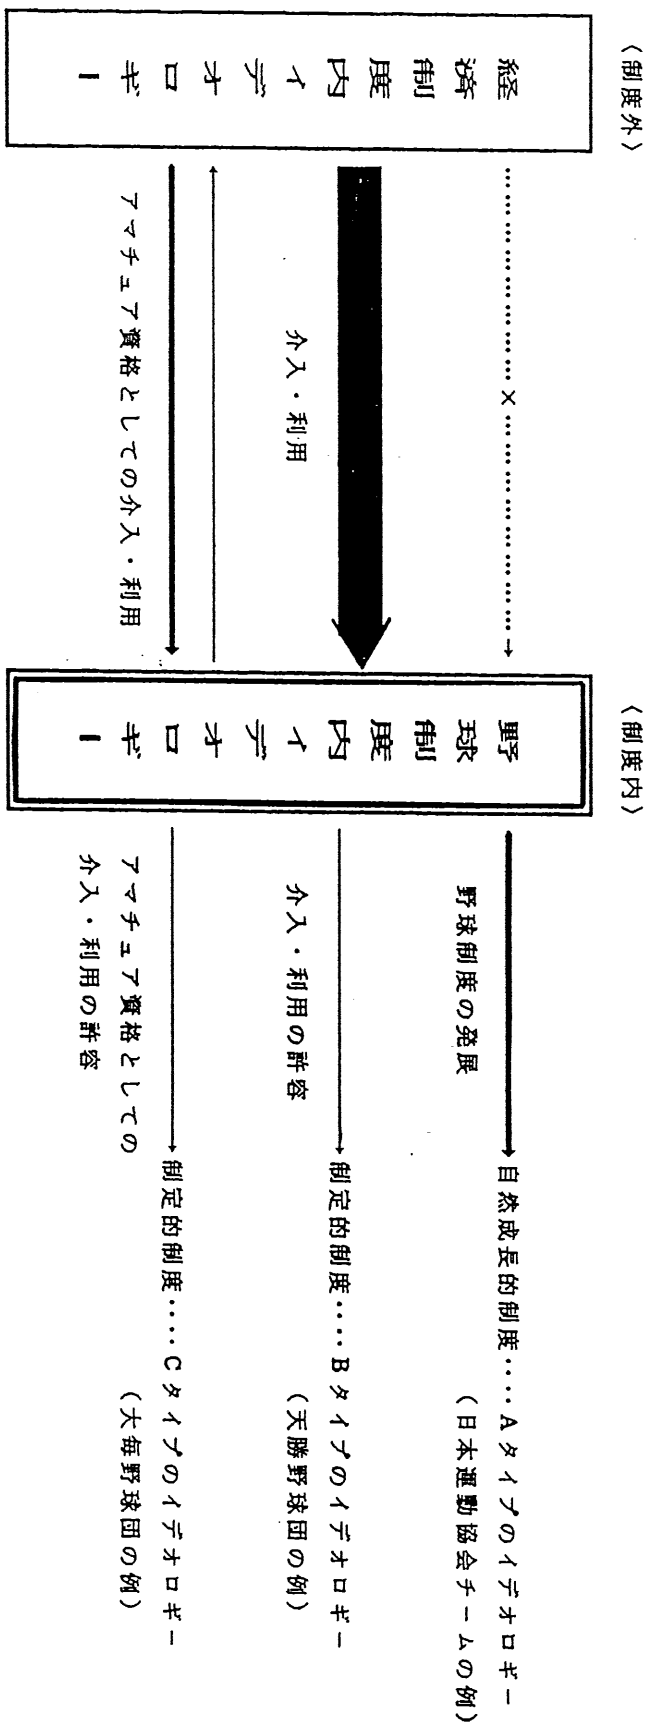 〈制度外〉
経済制度内イデオロギー
〈制度内〉
野球制度内イデオロギー
‥‥‥‥‥×‥‥‥‥‥
介入・利用
アマチュア資格としての介入・利用
野球制度の発展
自然成長的制度‥‥Aタイプのイデオロギー
（日本運動協会チームの例）
介入・利用の許容
制定的制度‥‥Bタイプのイデオロギー
（天勝野球団の例）
アマチュア資格としての
介入・利用の許容
制定的制度‥‥Cタイプのイデオロギー
（大毎野球団の例）